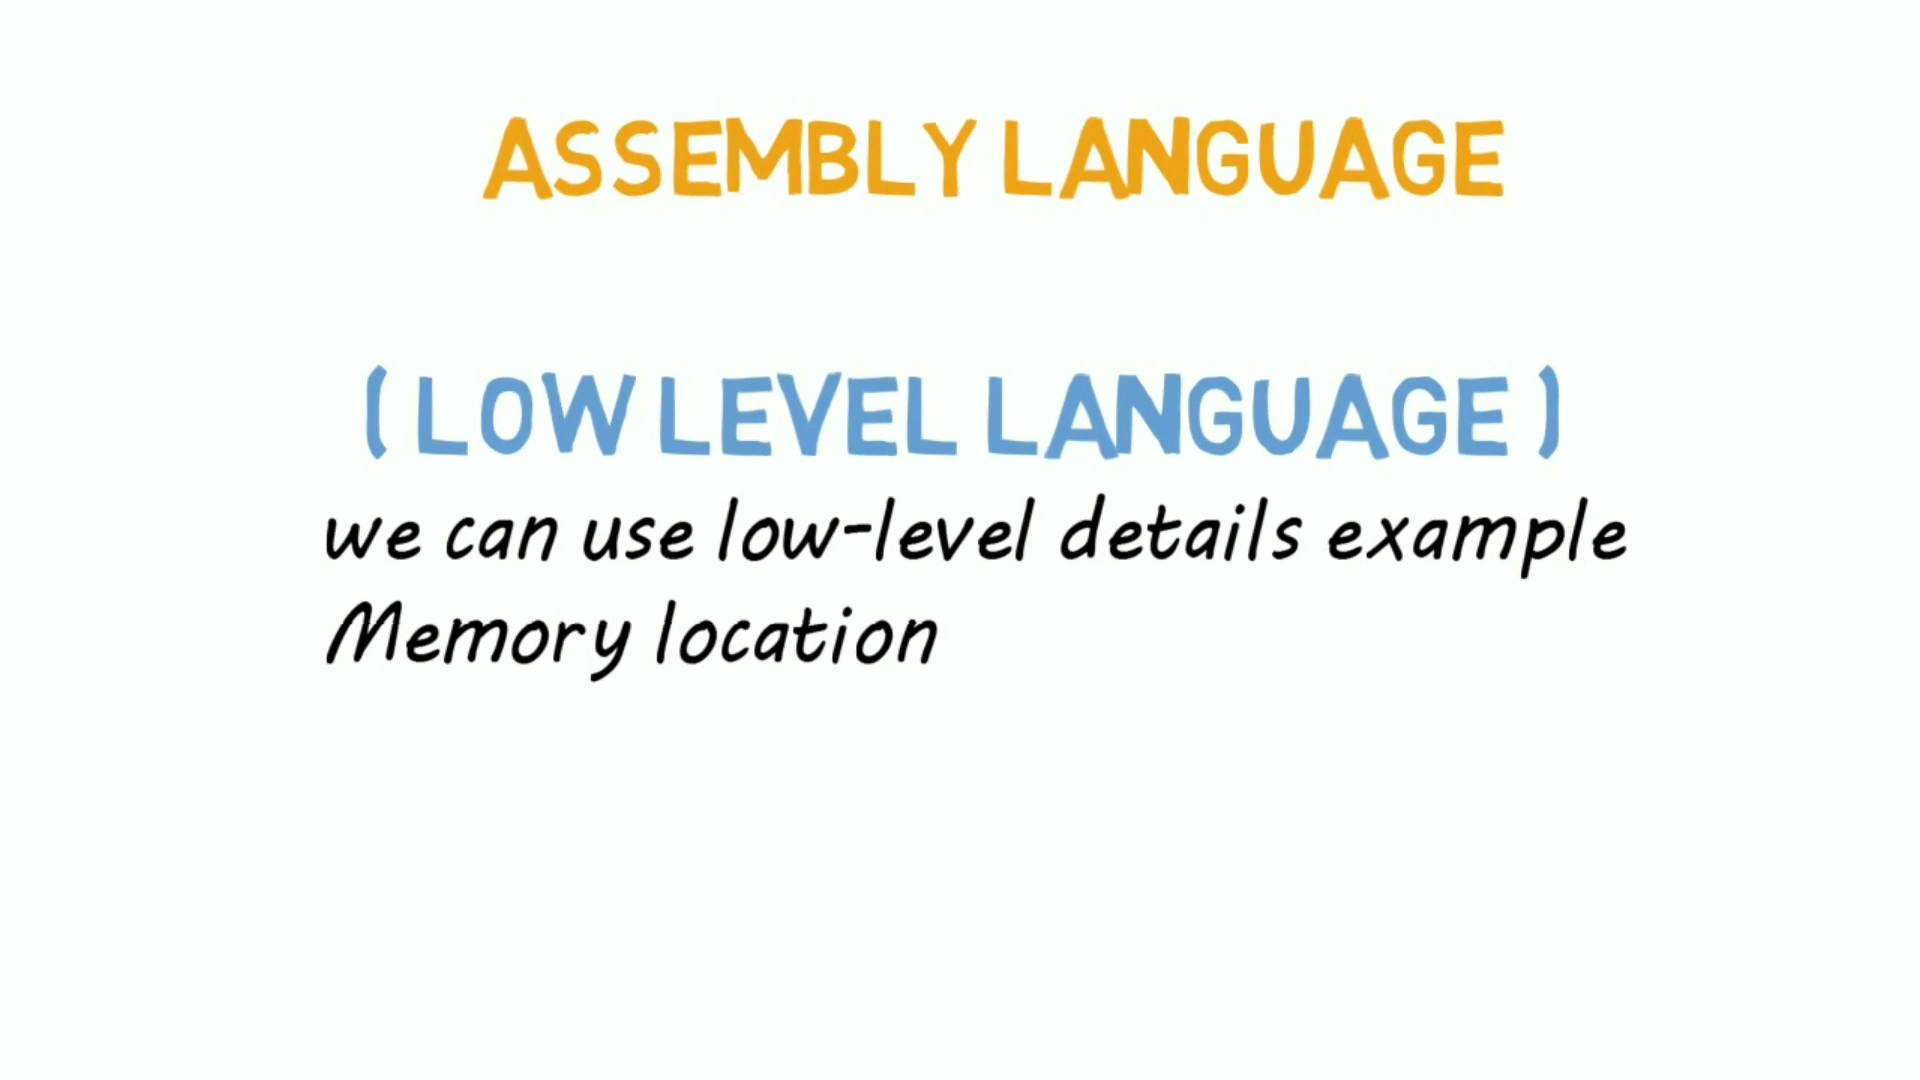 ASSEMBLY LANGUAGE
( LOW LEVEL LANGUAGE )
we can use low-level details example
Memory location